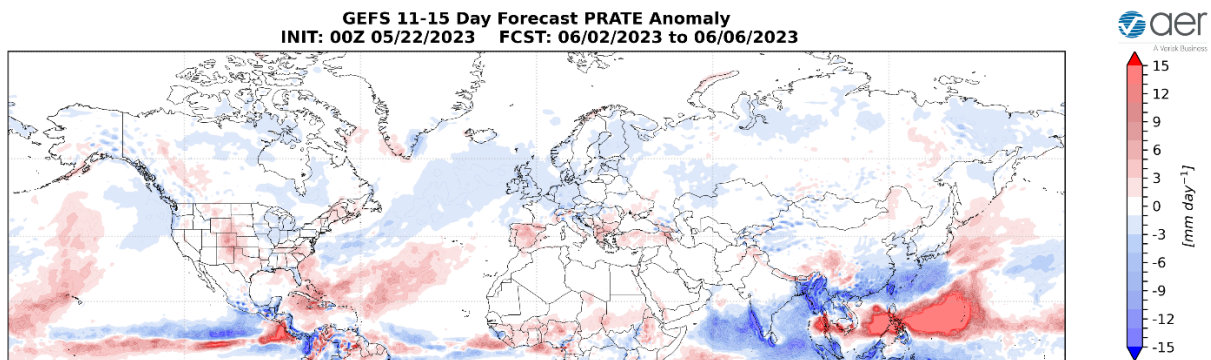 GEFS 11-15 Day Forecast PRATE Anomaly
INIT: 00Z 05/22/2023 FCST: 06/02/2023 to 06/06/2023
aer
A Verisk Business
15
12
9
6
3
0
-3
-6
-9
-12
-15
[mm day⁻¹]